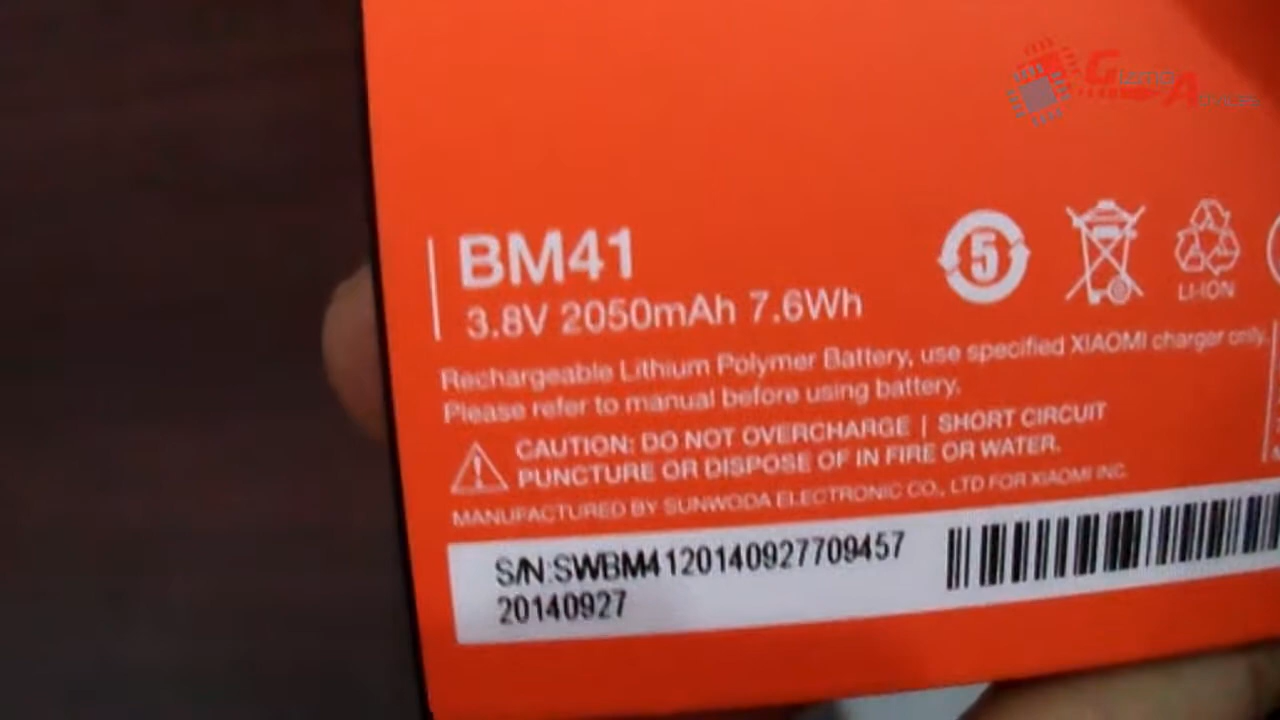 BM41
3.8V 2050mAh 7.6Wh
5
LI-ION
Rechargeable Lithium Polymer Battery, use specified XIAOMI charger only.
Please refer to manual before using battery.
CAUTION: DO NOT OVERCHARGE | SHORT CIRCUIT
PUNCTURE OR DISPOSE OF IN FIRE OR WATER.
MANUFACTURED BY SUNWODA ELECTRONIC CO., LTD FOR XIAOMI INC.
S/N:SWBM4120140927709457
20140927